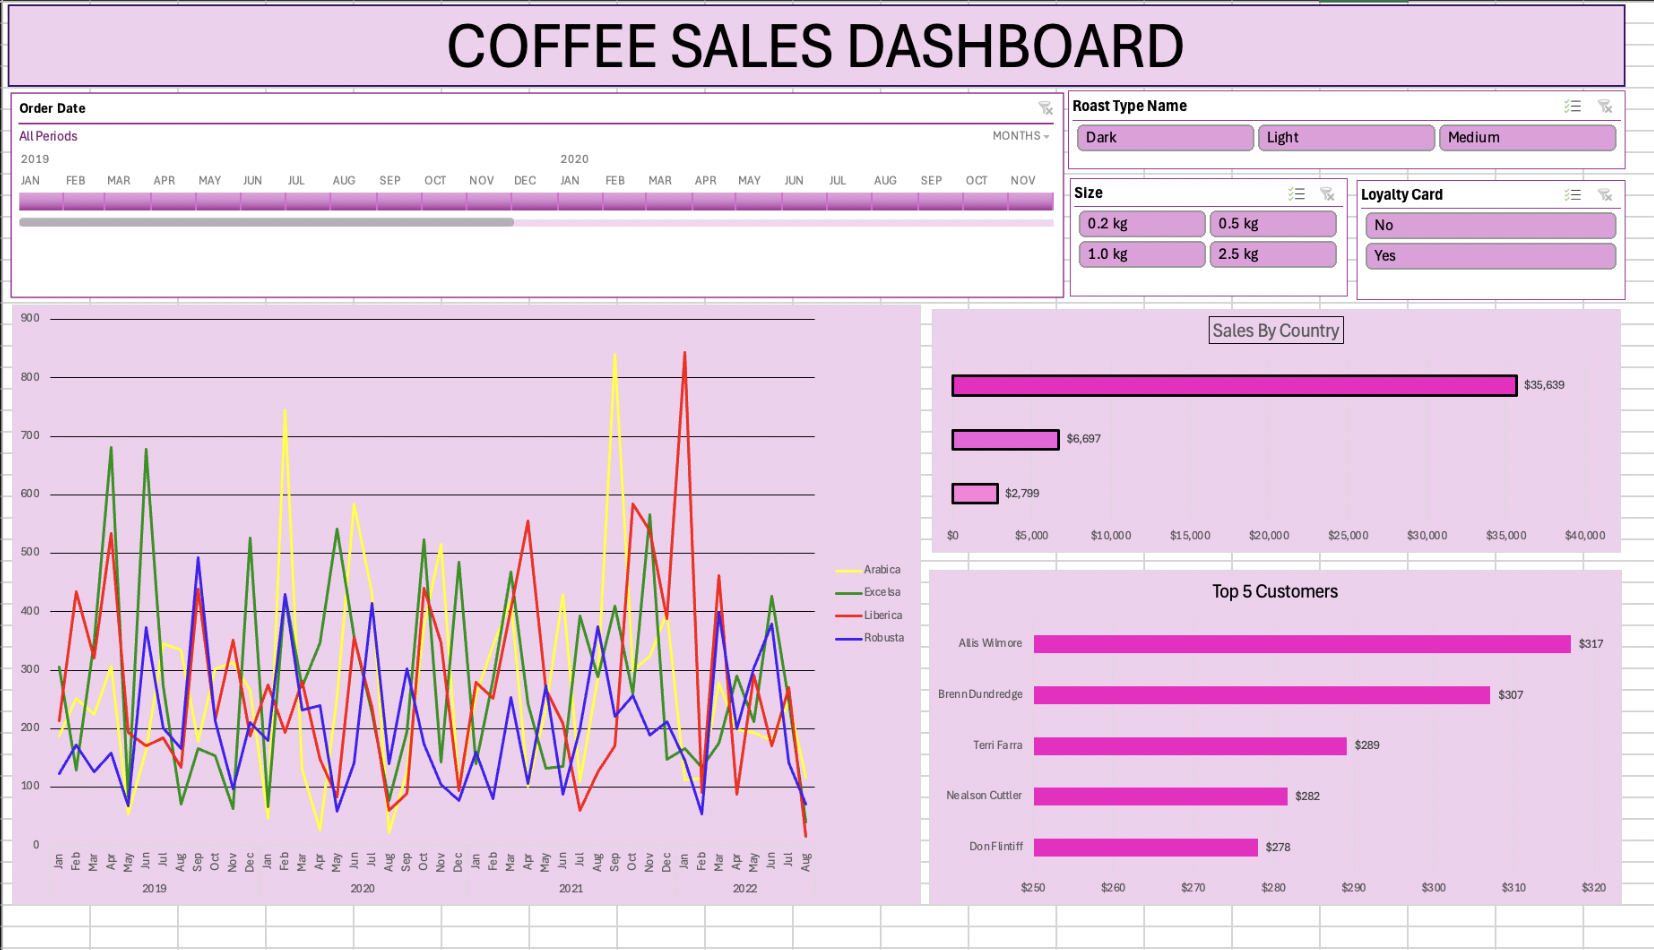 COFFEE SALES DASHBOARD
Order Date
All Periods
MONTHS
2019 2020
JAN FEB MAR APR MAY JUN JUL AUG SEP OCT NOV DEC JAN FEB MAR APR MAY JUN JUL AUG SEP OCT NOV
Roast Type Name
Dark Light Medium
Size
0.2 kg 0.5 kg
1.0 kg 2.5 kg
Loyalty Card
No
Yes
900
800
700
600
500
400
300
200
100
0
Jan Feb Mar Apr May Jun Jul Aug Sep Oct Nov Dec Jan Feb Mar Apr May Jun Jul Aug Sep Oct Nov Dec Jan Feb Mar Apr May Jun Jul Aug Sep Oct Nov Dec Jan Feb Mar Apr May Jun Jul Aug
2019 2020 2021 2022
Arabica
Excelsa
Liberica
Robusta
Sales By Country
$35,639
$6,697
$2,799
$0 $5,000 $10,000 $15,000 $20,000 $25,000 $30,000 $35,000 $40,000
Top 5 Customers
Allis Wilmore $317
Brenn Dundredge $307
Terri Farra $289
Nealson Cuttler $282
Don Flintiff $278
$250 $260 $270 $280 $290 $300 $310 $320